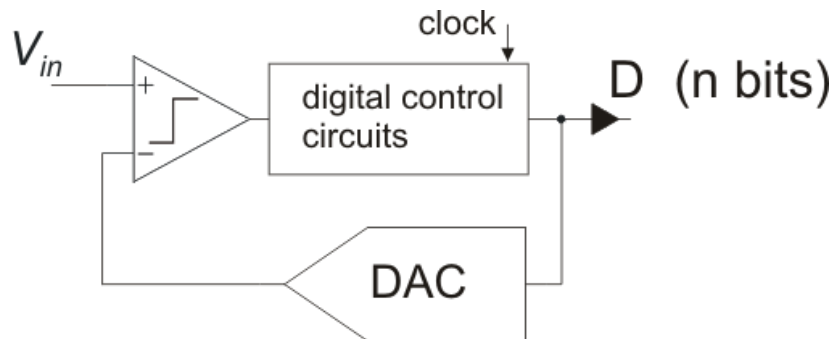 clock
V_in
+
digital control
circuits
D (n bits)
−
DAC